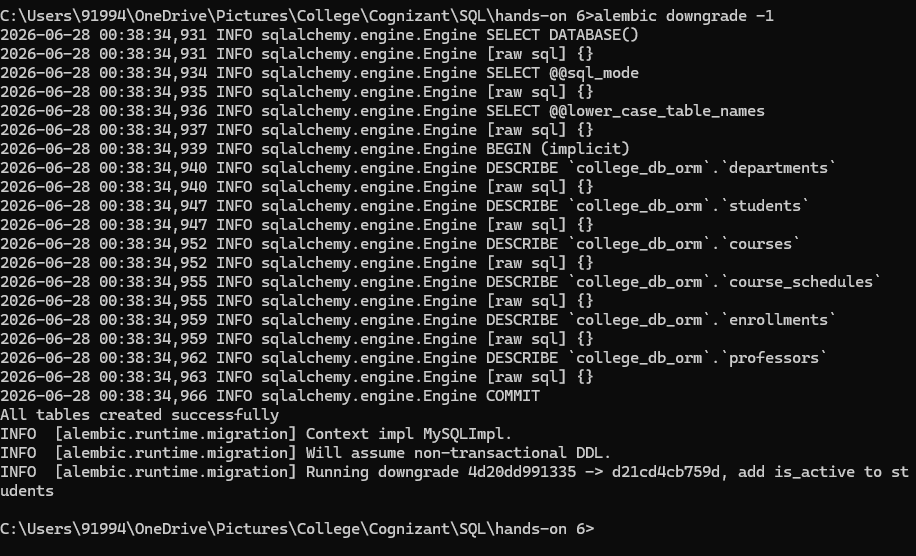 C:\Users\91994\OneDrive\Pictures\College\Cognizant\SQL\hands-on 6>alembic downgrade -1
2026-06-28 00:38:34,931 INFO sqlalchemy.engine.Engine SELECT DATABASE()
2026-06-28 00:38:34,931 INFO sqlalchemy.engine.Engine [raw sql] {}
2026-06-28 00:38:34,934 INFO sqlalchemy.engine.Engine SELECT @@sql_mode
2026-06-28 00:38:34,935 INFO sqlalchemy.engine.Engine [raw sql] {}
2026-06-28 00:38:34,936 INFO sqlalchemy.engine.Engine SELECT @@lower_case_table_names
2026-06-28 00:38:34,937 INFO sqlalchemy.engine.Engine [raw sql] {}
2026-06-28 00:38:34,939 INFO sqlalchemy.engine.Engine BEGIN (implicit)
2026-06-28 00:38:34,940 INFO sqlalchemy.engine.Engine DESCRIBE `college_db_orm`.`departments`
2026-06-28 00:38:34,940 INFO sqlalchemy.engine.Engine [raw sql] {}
2026-06-28 00:38:34,947 INFO sqlalchemy.engine.Engine DESCRIBE `college_db_orm`.`students`
2026-06-28 00:38:34,947 INFO sqlalchemy.engine.Engine [raw sql] {}
2026-06-28 00:38:34,952 INFO sqlalchemy.engine.Engine DESCRIBE `college_db_orm`.`courses`
2026-06-28 00:38:34,952 INFO sqlalchemy.engine.Engine [raw sql] {}
2026-06-28 00:38:34,955 INFO sqlalchemy.engine.Engine DESCRIBE `college_db_orm`.`course_schedules`
2026-06-28 00:38:34,955 INFO sqlalchemy.engine.Engine [raw sql] {}
2026-06-28 00:38:34,959 INFO sqlalchemy.engine.Engine DESCRIBE `college_db_orm`.`enrollments`
2026-06-28 00:38:34,959 INFO sqlalchemy.engine.Engine [raw sql] {}
2026-06-28 00:38:34,962 INFO sqlalchemy.engine.Engine DESCRIBE `college_db_orm`.`professors`
2026-06-28 00:38:34,963 INFO sqlalchemy.engine.Engine [raw sql] {}
2026-06-28 00:38:34,966 INFO sqlalchemy.engine.Engine COMMIT
All tables created successfully
INFO  [alembic.runtime.migration] Context impl MySQLImpl.
INFO  [alembic.runtime.migration] Will assume non-transactional DDL.
INFO  [alembic.runtime.migration] Running downgrade 4d20dd991335 -> d21cd4cb759d, add is_active to st
udents
C:\Users\91994\OneDrive\Pictures\College\Cognizant\SQL\hands-on 6>